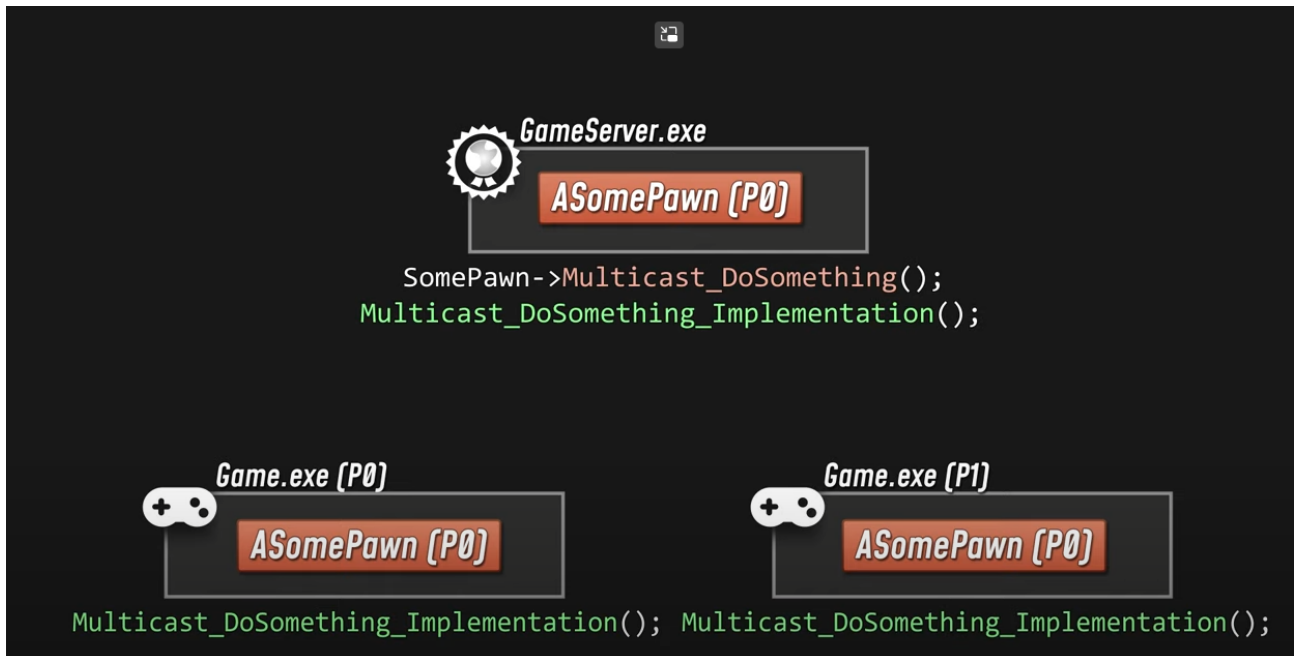 GameServer.exe
ASomePawn (P0)
SomePawn->Multicast_DoSomething();
Multicast_DoSomething_Implementation();
Game.exe (P0)
ASomePawn (P0)
Multicast_DoSomething_Implementation();
Game.exe (P1)
ASomePawn (P0)
Multicast_DoSomething_Implementation();